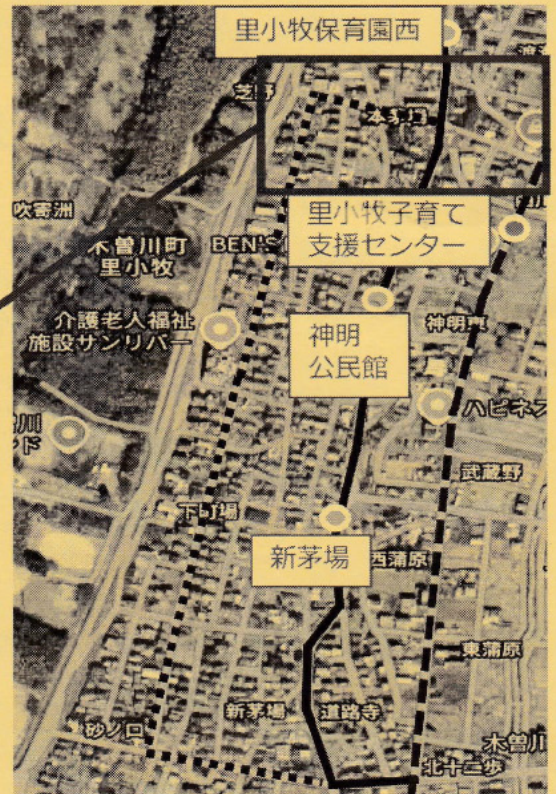 里小牧保育園西
芝野
本茅場
吹寄洲
木曽川町
里小牧
BEN'S
里小牧子育て
支援センター
介護老人福祉
施設サンリバー
神明
公民館
神明東
ハピネス
武蔵野
下町場
新茅場
西蒲原
東蒲原
新茅場
道路寺
砂ノ口
木曽川
北十二歩